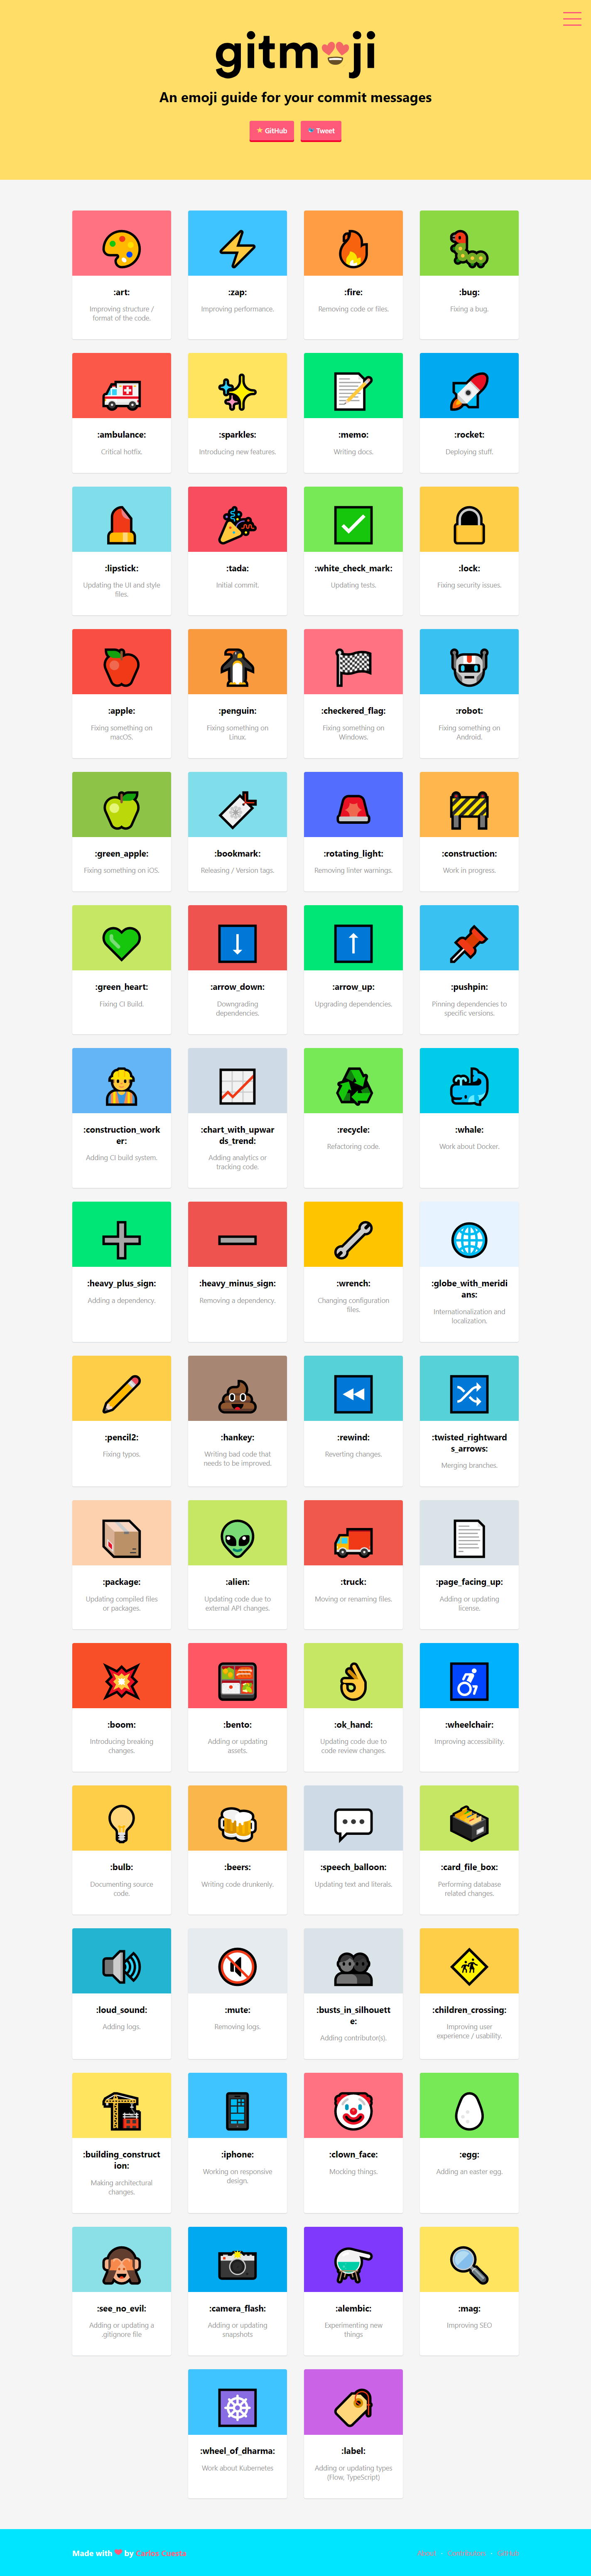 gitmoji
An emoji guide for your commit messages
GitHub Tweet
:art: :zap: :fire: :bug:
Improving structure / Improving performance. Removing code or files. Fixing a bug.
format of the code.
:ambulance: :sparkles: :memo: :rocket:
Critical hotfix. Introducing new features. Writing docs. Deploying stuff.
:lipstick: :tada: :white_check_mark: :lock:
Updating the UI and style Initial commit. Updating tests. Fixing security issues.
files.
:apple: :penguin: :checkered_flag: :robot:
Fixing something on Fixing something on Fixing something on Fixing something on
macOS. Linux. Windows. Android.
:green_apple: :bookmark: :rotating_light: :construction:
Fixing something on iOS. Releasing / Version tags. Removing linter warnings. Work in progress.
:green_heart: :arrow_down: :arrow_up: :pushpin:
Fixing CI Build. Downgrading Upgrading dependencies. Pinning dependencies to
dependencies. specific versions.
:construction_work :chart_with_upwar :recycle: :whale:
er: ds_trend: Refactoring code. Work about Docker.
Adding CI build system. Adding analytics or
tracking code.
:heavy_plus_sign: :heavy_minus_sign: :wrench: :globe_with_meridi
Adding a dependency. Removing a dependency. Changing configuration ans:
files. Internationalization and
localization.
:pencil2: :hankey: :rewind: :twisted_rightward
Fixing typos. Writing bad code that Reverting changes. s_arrows:
needs to be improved. Merging branches.
:package: :alien: :truck: :page_facing_up:
Updating compiled files Updating code due to Moving or renaming files. Adding or updating
or packages. external API changes. license.
:boom: :bento: :ok_hand: :wheelchair:
Introducing breaking Adding or updating Updating code due to Improving accessibility.
changes. assets. code review changes.
:bulb: :beers: :speech_balloon: :card_file_box:
Documenting source Writing code drunkenly. Updating text and literals. Performing database
code. related changes.
:loud_sound: :mute: :busts_in_silhouett :children_crossing:
Adding logs. Removing logs. e: Improving user
Adding contributor(s). experience / usability.
:building_construct :iphone: :clown_face: :egg:
ion: Working on responsive Mocking things. Adding an easter egg.
Making architectural design.
changes.
:see_no_evil: :camera_flash: :alembic: :mag:
Adding or updating a Adding or updating Experimenting new Improving SEO
.gitignore file snapshots things
:wheel_of_dharma: :label:
Work about Kubernetes Adding or updating types
(Flow, TypeScript)
Made with ❤ by Carlos Cuesta